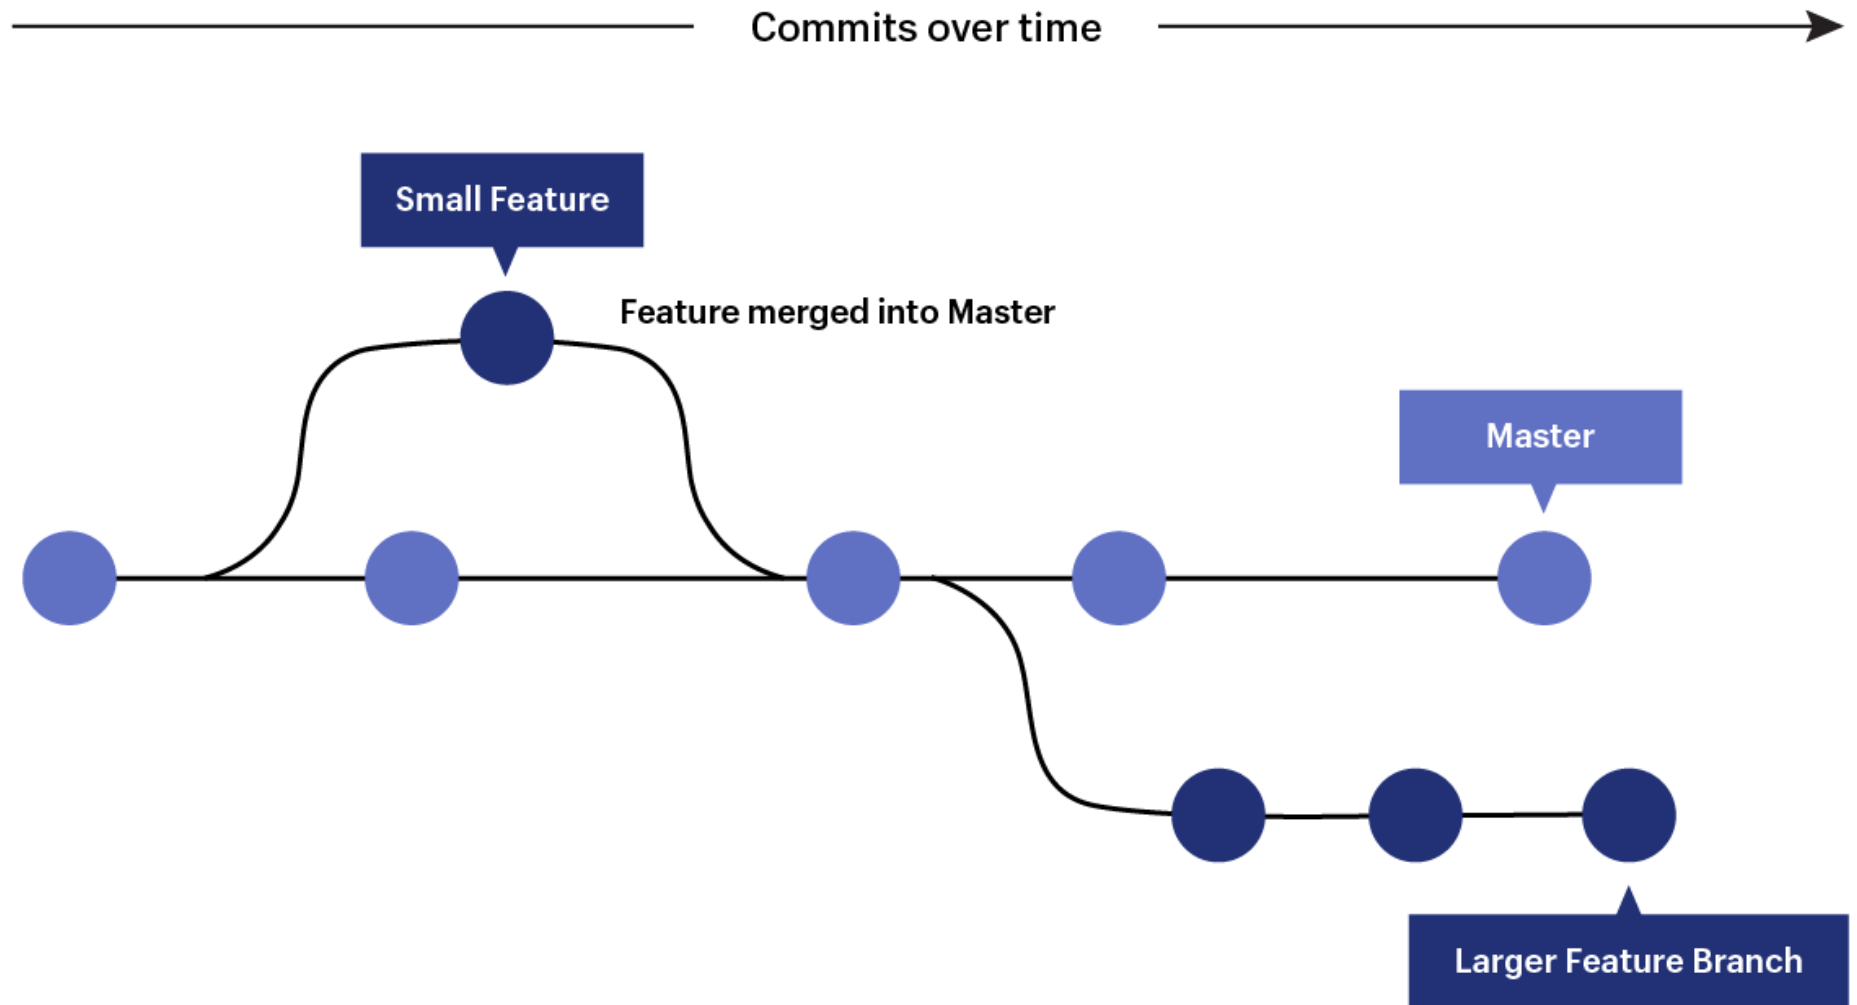 Commits over time
Small Feature
Feature merged into Master
Master
Larger Feature Branch